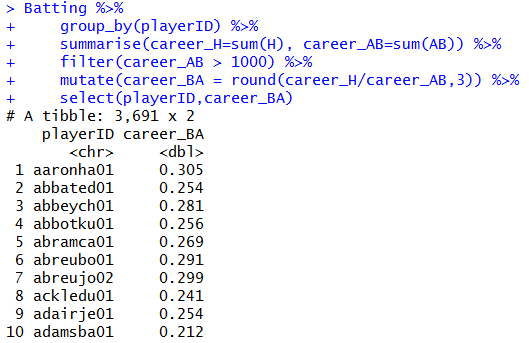 > Batting %>%
+     group_by(playerID) %>%
+     summarise(career_H=sum(H), career_AB=sum(AB)) %>%
+     filter(career_AB > 1000) %>%
+     mutate(career_BA = round(career_H/career_AB,3)) %>%
+     select(playerID,career_BA)
# A tibble: 3,691 x 2
   playerID career_BA
   <chr>        <dbl>
 1 aaronha01    0.305
 2 abbated01    0.254
 3 abbeych01    0.281
 4 abbotku01    0.256
 5 abramca01    0.269
 6 abreubo01    0.291
 7 abreujo02    0.299
 8 ackledu01    0.241
 9 adairje01    0.254
10 adamsba01    0.212